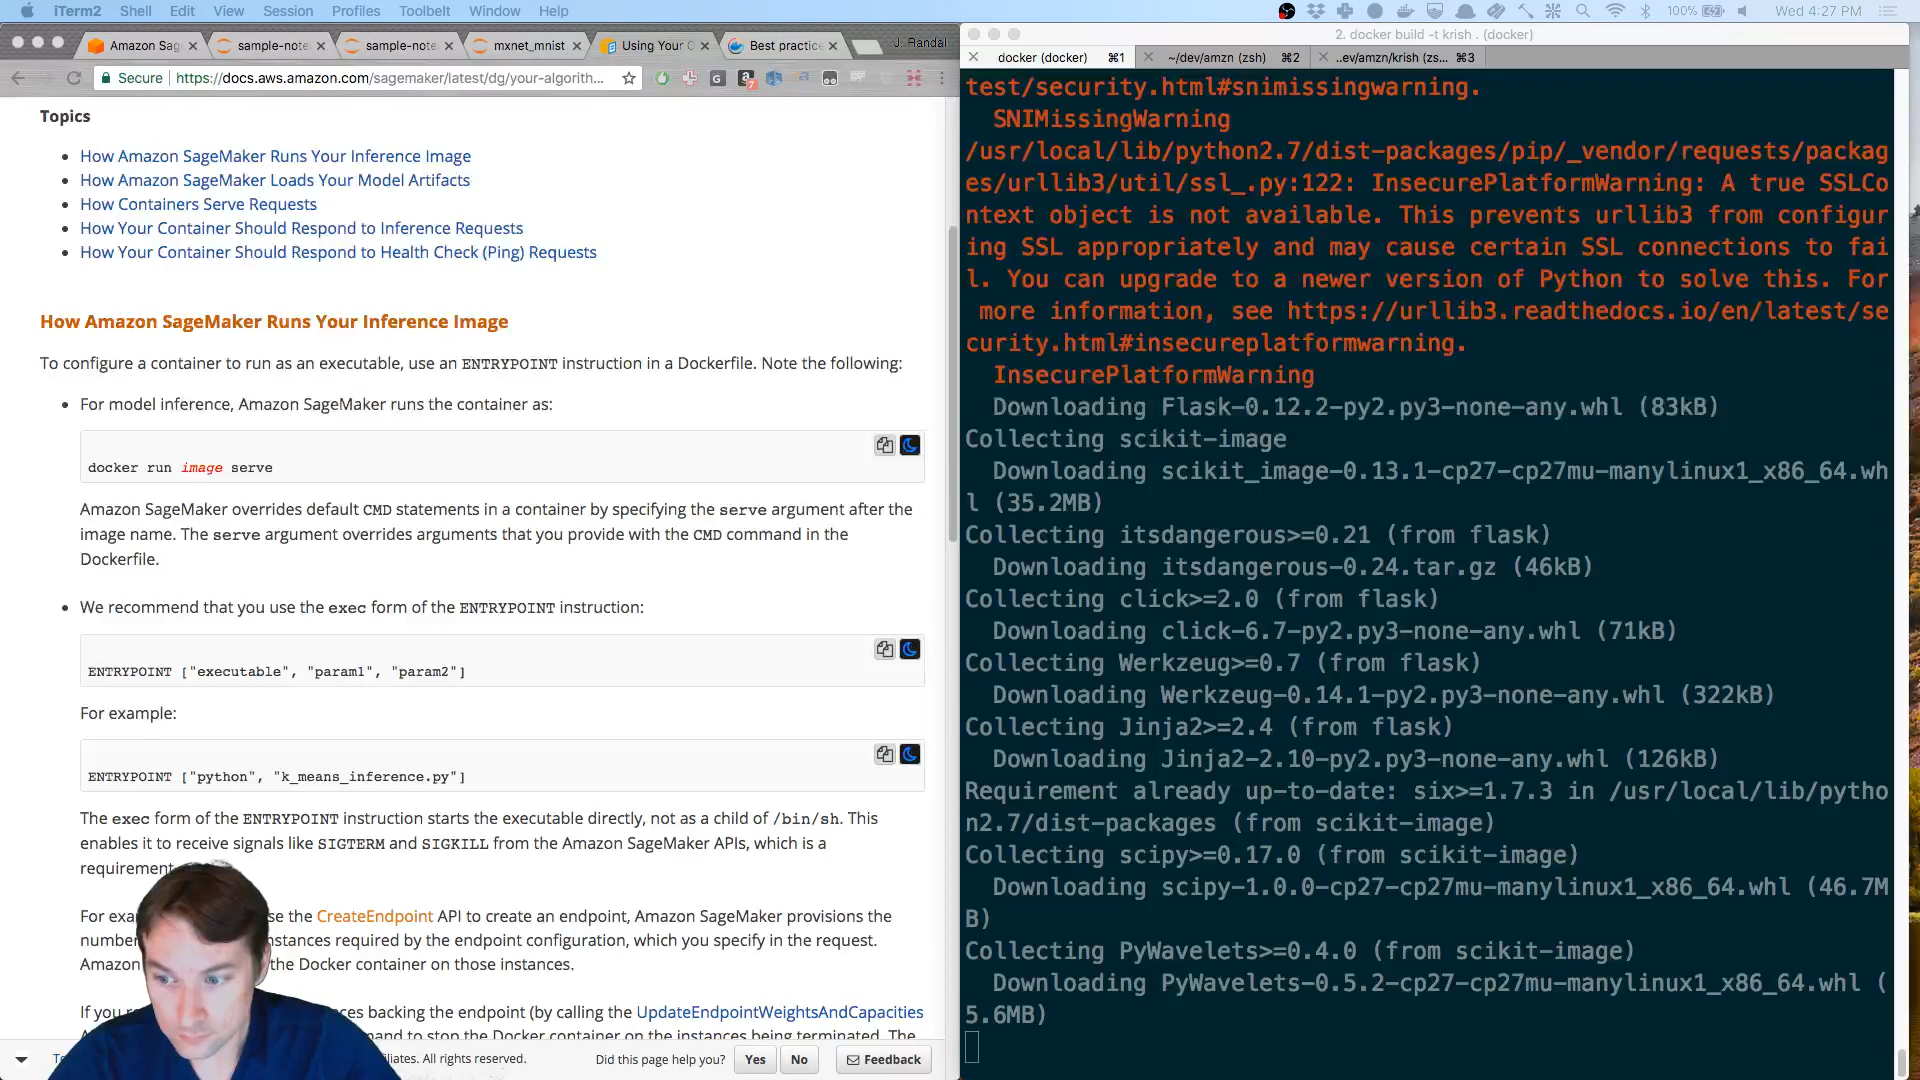 iTerm2 Shell Edit View Session Profiles Toolbelt Window Help
100% Wed 4:27 PM
Amazon Sag
sample-note
sample-note
mxnet_mnist
Using Your C
Best practice
J. Randal
Secure https://docs.aws.amazon.com/sagemaker/latest/dg/your-algorith...
Topics
How Amazon SageMaker Runs Your Inference Image
How Amazon SageMaker Loads Your Model Artifacts
How Containers Serve Requests
How Your Container Should Respond to Inference Requests
How Your Container Should Respond to Health Check (Ping) Requests
How Amazon SageMaker Runs Your Inference Image
To configure a container to run as an executable, use an ENTRYPOINT instruction in a Dockerfile. Note the following:
For model inference, Amazon SageMaker runs the container as:
docker run image serve
Amazon SageMaker overrides default CMD statements in a container by specifying the serve argument after the
image name. The serve argument overrides arguments that you provide with the CMD command in the
Dockerfile.
We recommend that you use the exec form of the ENTRYPOINT instruction:
ENTRYPOINT ["executable", "param1", "param2"]
For example:
ENTRYPOINT ["python", "k_means_inference.py"]
The exec form of the ENTRYPOINT instruction starts the executable directly, not as a child of /bin/sh. This
enables it to receive signals like SIGTERM and SIGKILL from the Amazon SageMaker APIs, which is a
requirement
For exa se the CreateEndpoint API to create an endpoint, Amazon SageMaker provisions the
number nstances required by the endpoint configuration, which you specify in the request.
Amazon the Docker container on those instances.
If you r ces backing the endpoint (by calling the UpdateEndpointWeightsAndCapacities
mand to stop the Docker container on the instances being terminated. The
iliates. All rights reserved. Did this page help you? Yes No Feedback
2. docker build -t krish . (docker)
docker (docker) ⌘1
~/dev/amzn (zsh) ⌘2
..ev/amzn/krish (zs... ⌘3
test/security.html#snimissingwarning.
SNIMissingWarning
/usr/local/lib/python2.7/dist-packages/pip/_vendor/requests/packag
es/urllib3/util/ssl_.py:122: InsecurePlatformWarning: A true SSLCo
ntext object is not available. This prevents urllib3 from configur
ing SSL appropriately and may cause certain SSL connections to fai
l. You can upgrade to a newer version of Python to solve this. For
more information, see https://urllib3.readthedocs.io/en/latest/se
curity.html#insecureplatformwarning.
InsecurePlatformWarning
Downloading Flask-0.12.2-py2.py3-none-any.whl (83kB)
Collecting scikit-image
Downloading scikit_image-0.13.1-cp27-cp27mu-manylinux1_x86_64.wh
l (35.2MB)
Collecting itsdangerous>=0.21 (from flask)
Downloading itsdangerous-0.24.tar.gz (46kB)
Collecting click>=2.0 (from flask)
Downloading click-6.7-py2.py3-none-any.whl (71kB)
Collecting Werkzeug>=0.7 (from flask)
Downloading Werkzeug-0.14.1-py2.py3-none-any.whl (322kB)
Collecting Jinja2>=2.4 (from flask)
Downloading Jinja2-2.10-py2.py3-none-any.whl (126kB)
Requirement already up-to-date: six>=1.7.3 in /usr/local/lib/pytho
n2.7/dist-packages (from scikit-image)
Collecting scipy>=0.17.0 (from scikit-image)
Downloading scipy-1.0.0-cp27-cp27mu-manylinux1_x86_64.whl (46.7M
B)
Collecting PyWavelets>=0.4.0 (from scikit-image)
Downloading PyWavelets-0.5.2-cp27-cp27mu-manylinux1_x86_64.whl (
5.6MB)